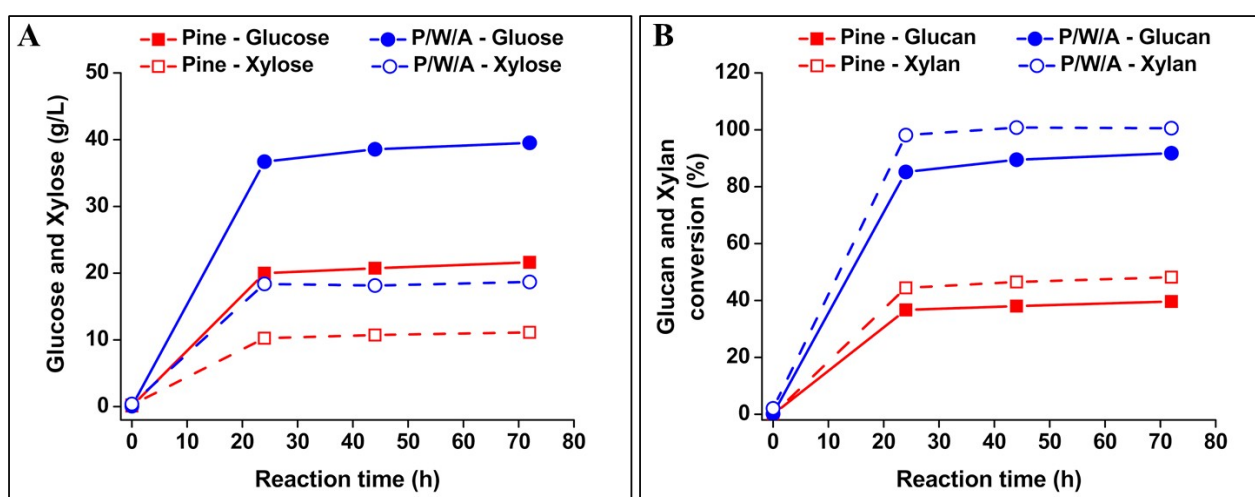 A
Pine - Glucose
P/W/A - Gluose
Pine - Xylose
P/W/A - Xylose
50
40
30
20
10
0
Glucose and Xylose (g/L)
0 10 20 30 40 50 60 70 80
Reaction time (h)
B
Pine - Glucan
P/W/A - Glucan
Pine - Xylan
P/W/A - Xylan
120
100
80
60
40
20
0
Glucan and Xylan
conversion (%)
0 10 20 30 40 50 60 70 80
Reaction time (h)